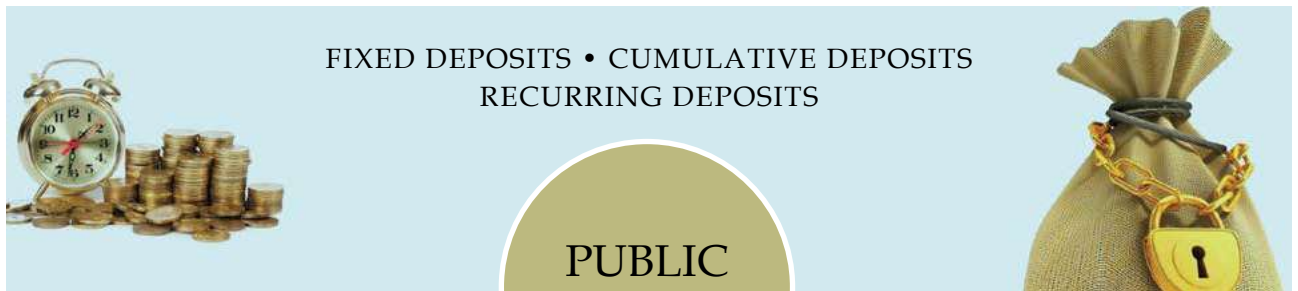 FIXED DEPOSITS • CUMULATIVE DEPOSITS
RECURRING DEPOSITS
PUBLIC